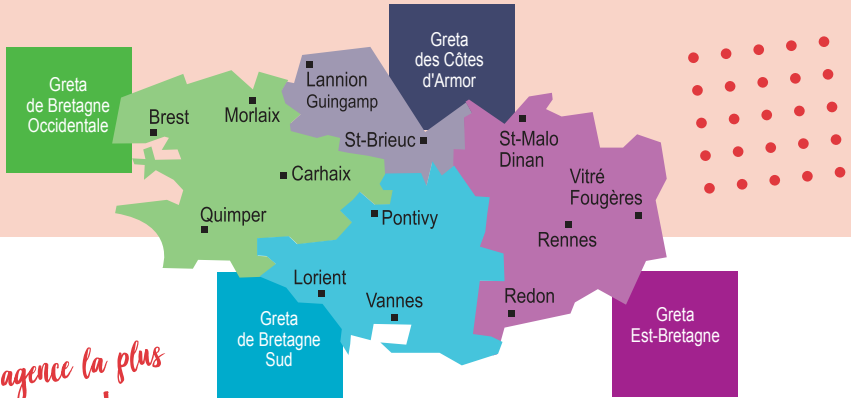 Greta
des Côtes
d'Armor
Greta
de Bretagne
Occidentale
Lannion
Guingamp
Brest
Morlaix
St-Brieuc
St-Malo
Dinan
Carhaix
Vitré
Fougères
Quimper
Pontivy
Rennes
Lorient
Vannes
Redon
Greta
de Bretagne
Sud
Greta
Est-Bretagne
agence la plus